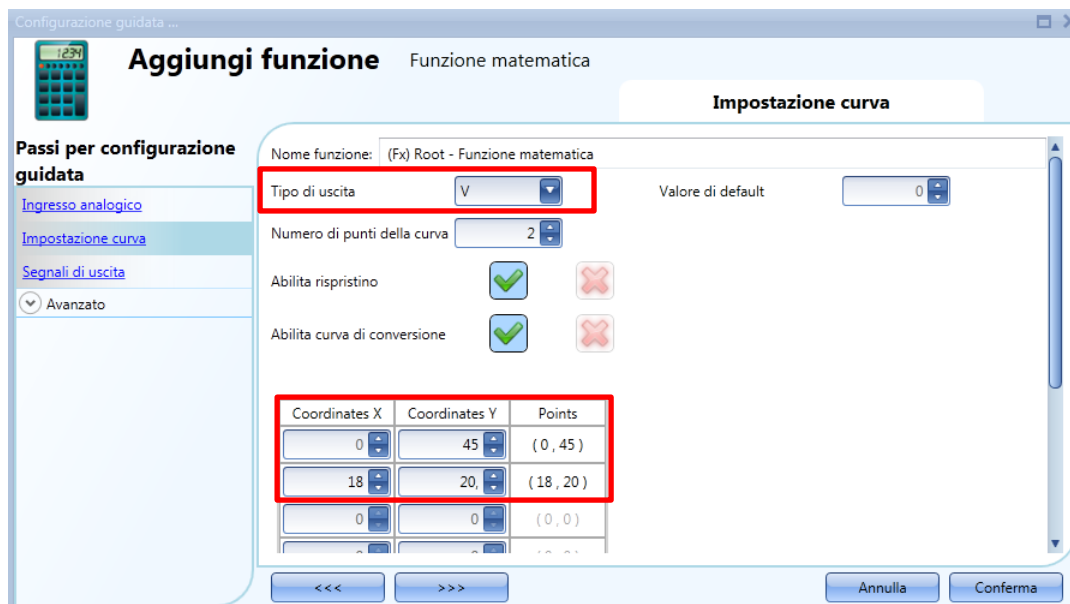 Configurazione guidata ...
1234
Aggiungi funzione Funzione matematica
Impostazione curva
Passi per configurazione
guidata
Ingresso analogico
Impostazione curva
Segnali di uscita
Avanzato
Nome funzione: (Fx) Root - Funzione matematica
Tipo di uscita V Valore di default 0
Numero di punti della curva 2
Abilita rispristino
Abilita curva di conversione
Coordinates X Coordinates Y Points
0 45 ( 0 , 45 )
18 20, ( 18 , 20 )
0 0 ( 0 , 0 )
<<< >>> Annulla Conferma